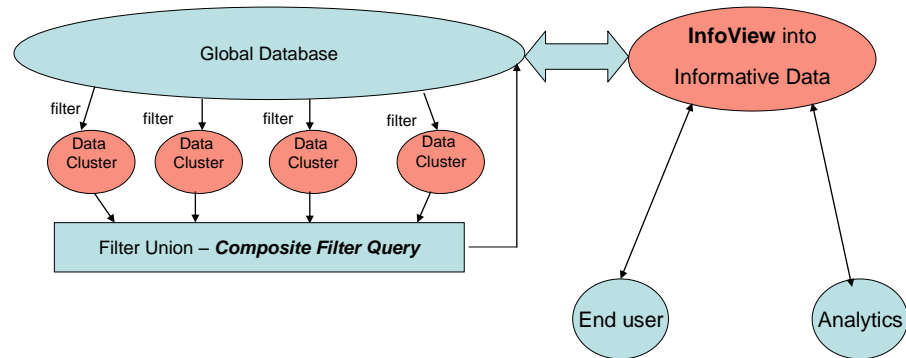 Global Database
InfoView into
Informative Data
filter
filter
filter
filter
Data
Cluster
Data
Cluster
Data
Cluster
Data
Cluster
Filter Union – Composite Filter Query
End user
Analytics